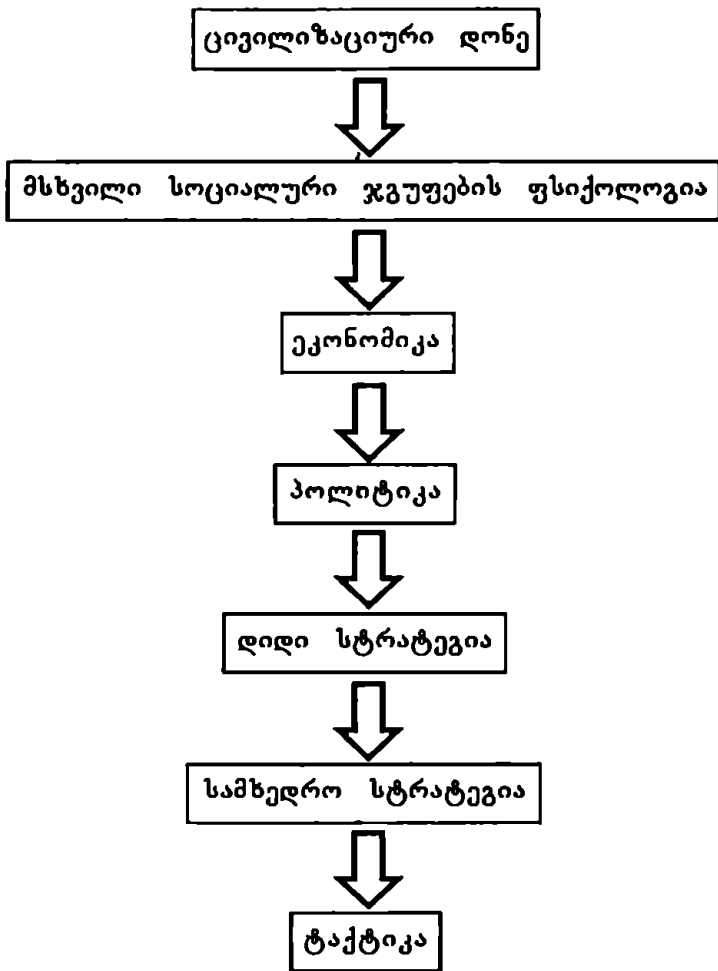 ცივილიზაციური დონე
მსხვილი სოციალური ჯგუფების ფსიქოლოგია
ეკონომიკა
პოლიტიკა
დიდი სტრატეგია
სამხედრო სტრატეგია
ტაქტიკა